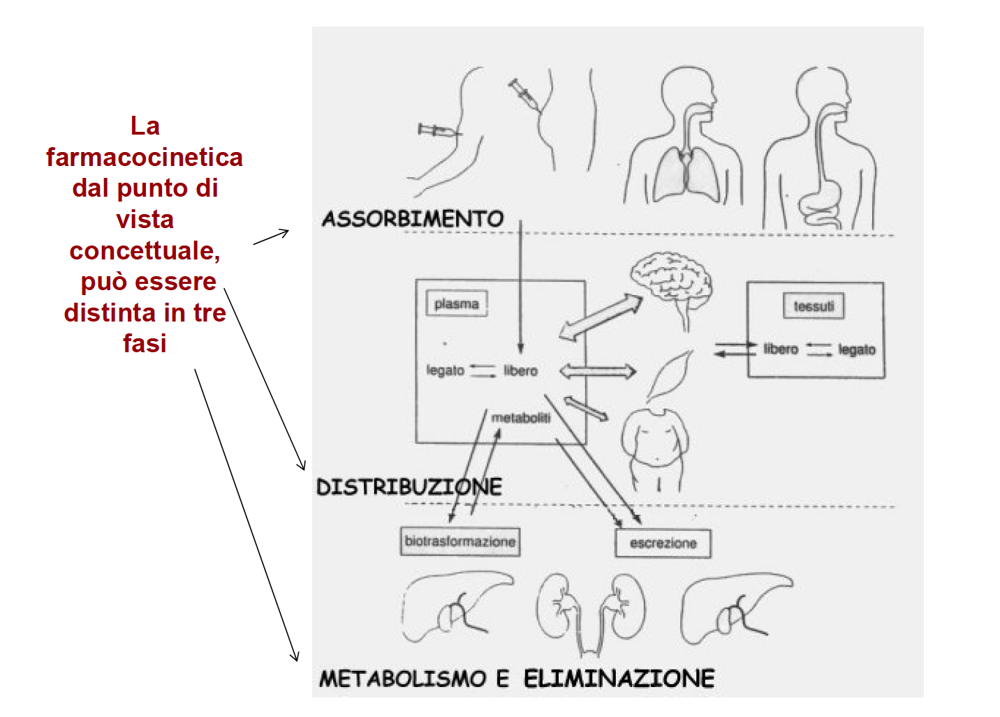 La
farmacocinetica
dal punto di
vista
concettuale,
può essere
distinta in tre
fasi
ASSORBIMENTO
plasma
legato
libero
metaboliti
tessuti
libero
legato
DISTRIBUZIONE
biotrasformazione
escrezione
METABOLISMO E ELIMINAZIONE